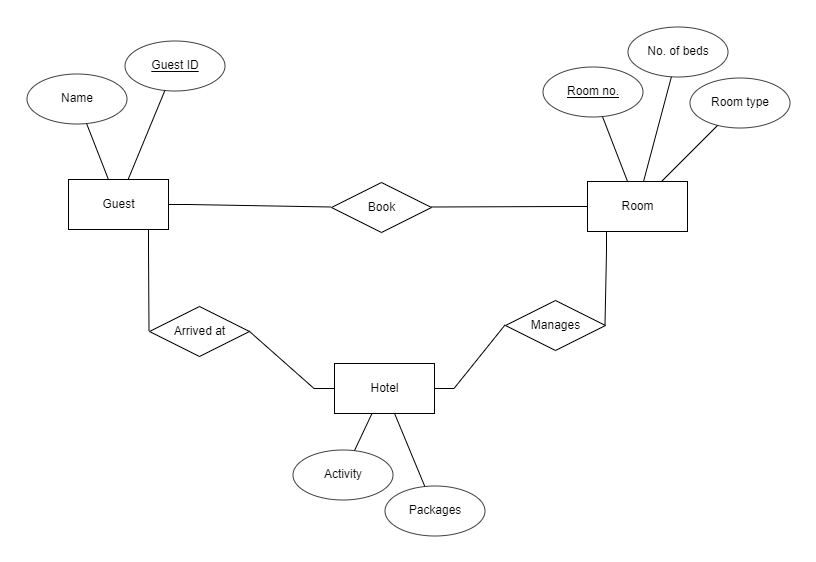 No. of beds
Guest ID
Room no.
Name
Room type
Guest
Book
Room
Arrived at
Manages
Hotel
Activity
Packages